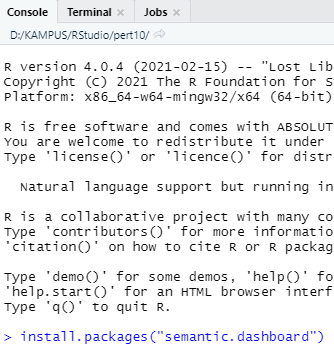 Console Terminal × Jobs ×
D:/KAMPUS/RStudio/pert10/
R version 4.0.4 (2021-02-15) -- "Lost Lib
Copyright (C) 2021 The R Foundation for S
Platform: x86_64-w64-mingw32/x64 (64-bit)
R is free software and comes with ABSOLUT
You are welcome to redistribute it under
Type 'license()' or 'licence()' for distr
Natural language support but running in
R is a collaborative project with many co
Type 'contributors()' for more informatio
'citation()' on how to cite R or R packag
Type 'demo()' for some demos, 'help()' fo
'help.start()' for an HTML browser interf
Type 'q()' to quit R.
> install.packages("semantic.dashboard")